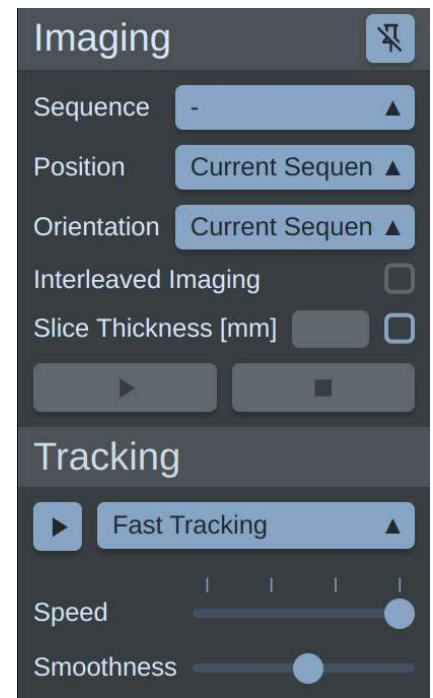 Imaging
Sequence -
Position Current Sequen
Orientation Current Sequen
Interleaved Imaging
Slice Thickness [mm]
Tracking
Fast Tracking
Speed
Smoothness